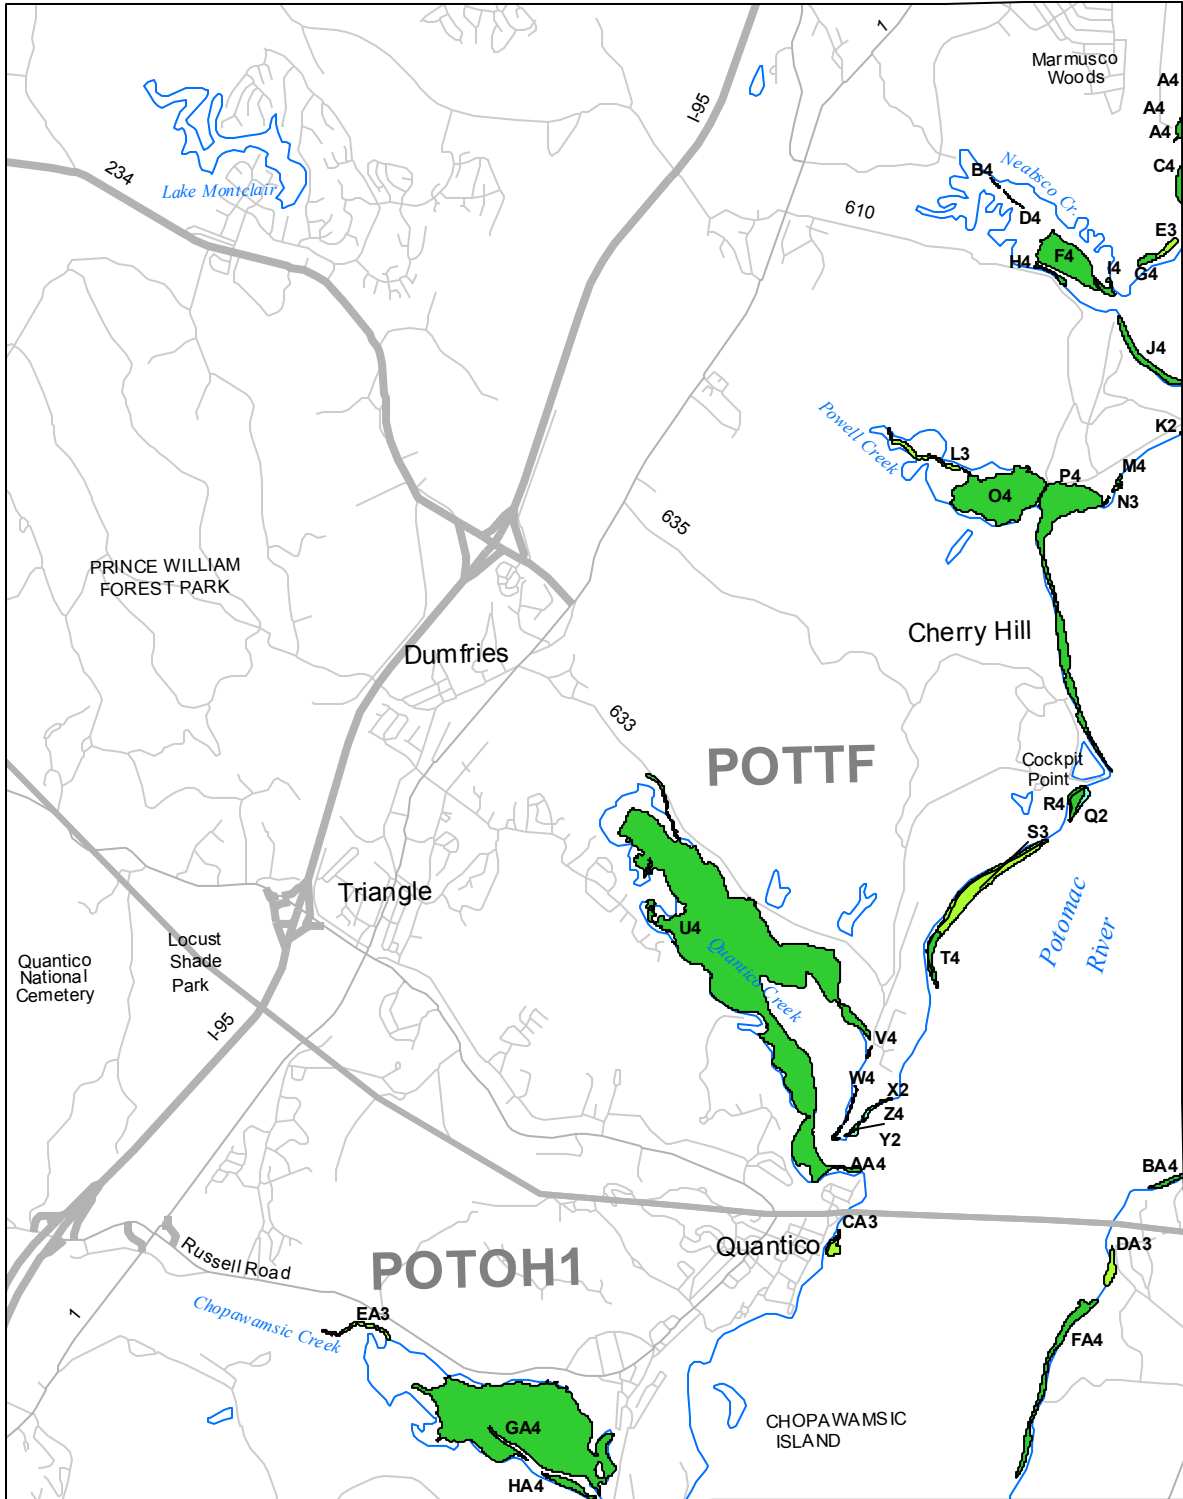 1
Marmusco
Woods
A4
I-95
A4
A4
234
Lake Montclair
B4
Neabsco Cr.
C4
610
D4
E3
F4
H4
I4
G4
J4
Powell Creek
K2
L3
M4
P4
O4
N3
635
PRINCE WILLIAM
FOREST PARK
Cherry Hill
Dumfries
633
POTTF
Cockpit
Point
R4
Q2
S3
Triangle
Potomac
River
U4
Quantico Creek
Locust
Shade
Park
Quantico
National
Cemetery
T4
I-95
V4
W4
X2
Z4
Y2
AA4
BA4
CA3
Quantico
DA3
Russell Road
POTOH1
1
Chopawamsic Creek
EA3
FA4
CHOPAWAMSIC
ISLAND
GA4
HA4